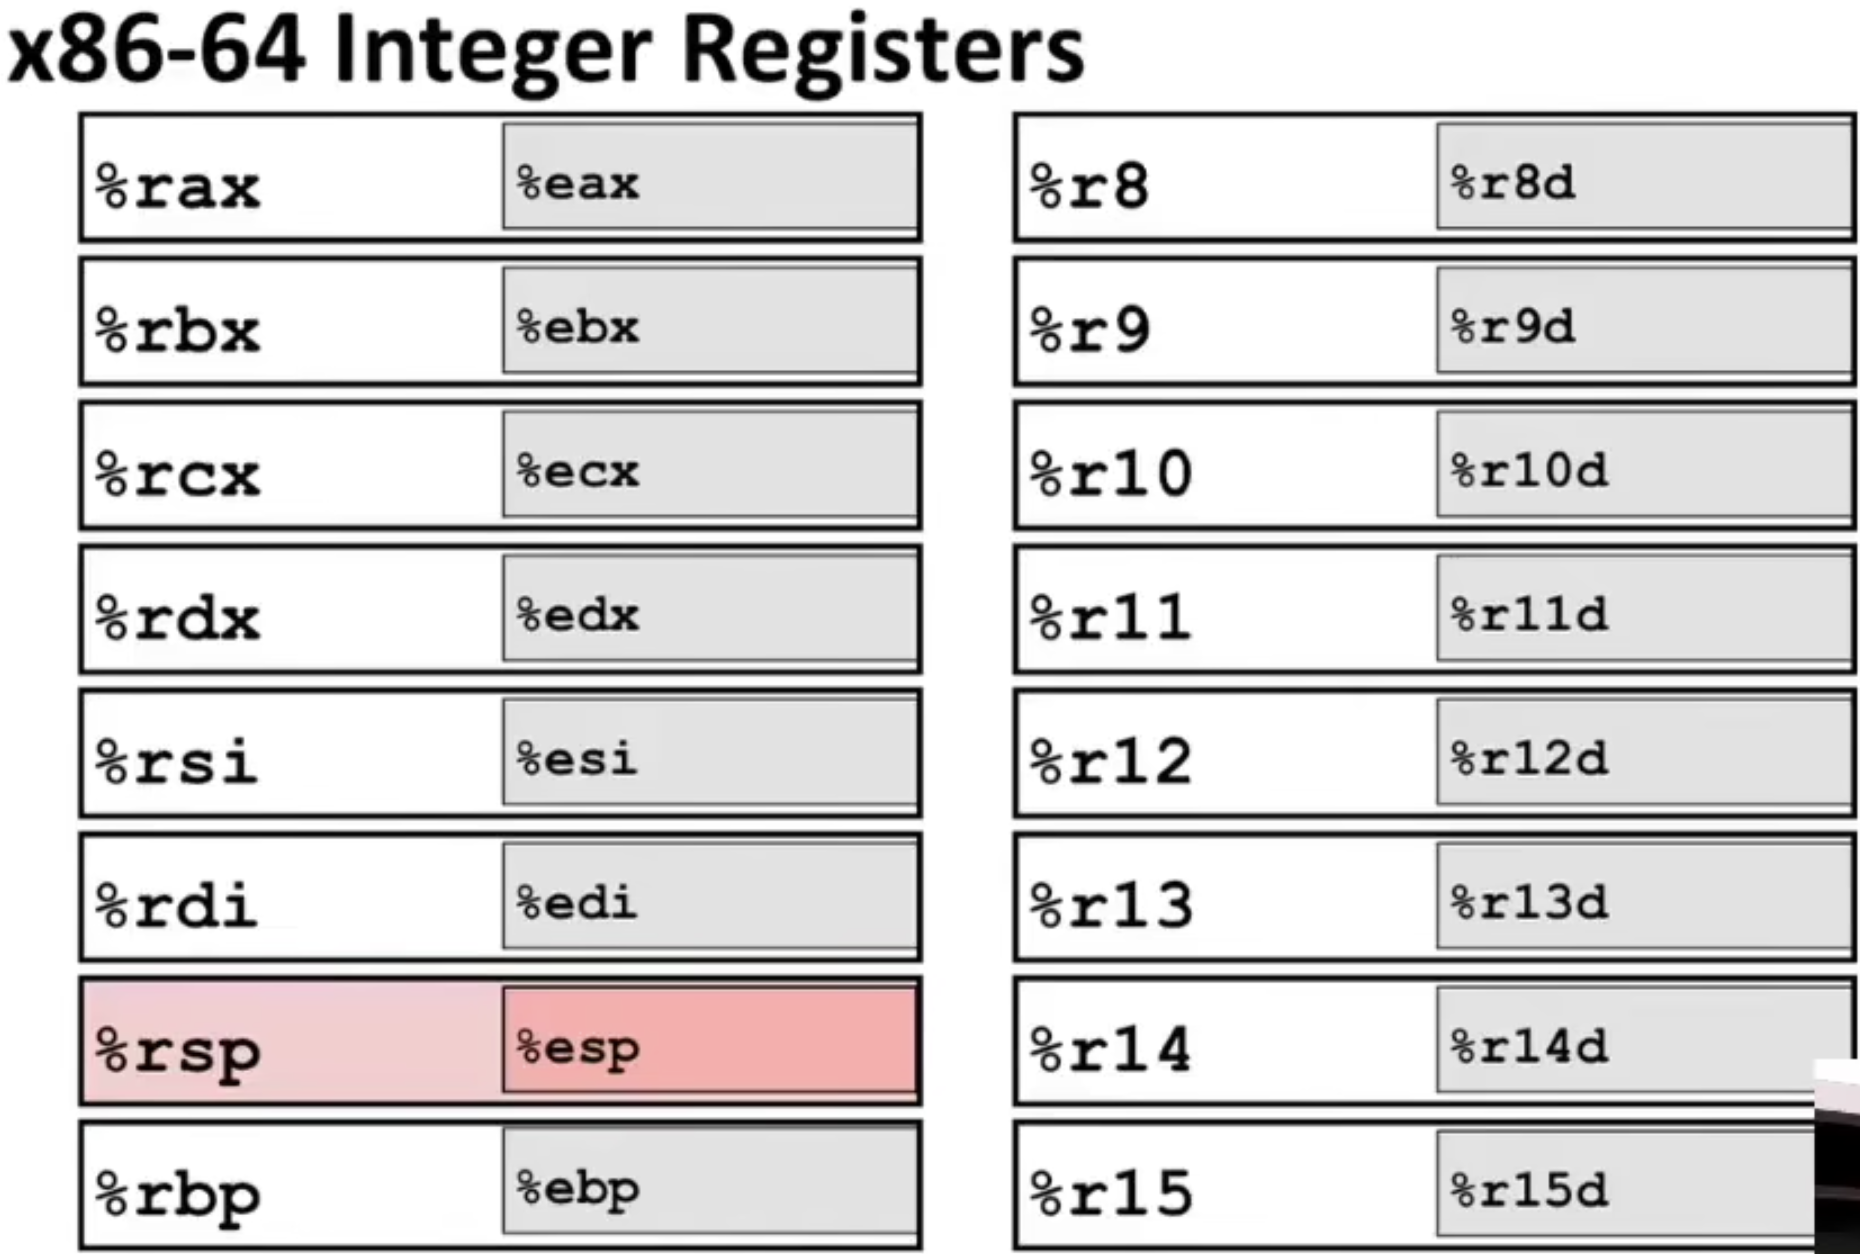 x86-64 Integer Registers
%rax %eax %r8 %r8d
%rbx %ebx %r9 %r9d
%rcx %ecx %r10 %r10d
%rdx %edx %r11 %r11d
%rsi %esi %r12 %r12d
%rdi %edi %r13 %r13d
%rsp %esp %r14 %r14d
%rbp %ebp %r15 %r15d